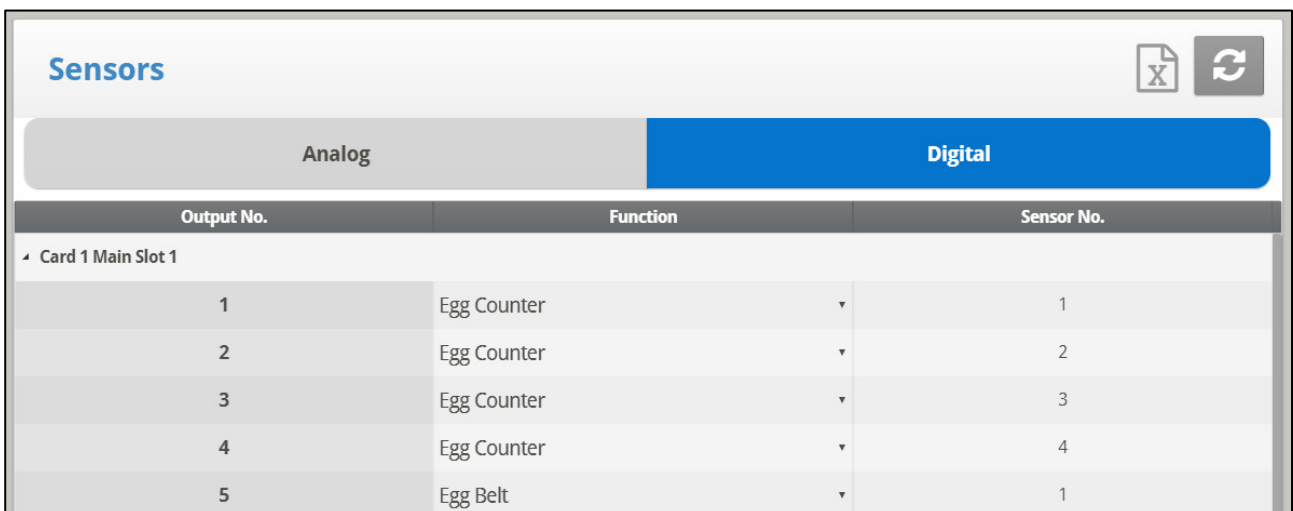 Sensors
X
Analog Digital
Output No. Function Sensor No.
Card 1 Main Slot 1
1 Egg Counter 1
2 Egg Counter 2
3 Egg Counter 3
4 Egg Counter 4
5 Egg Belt 1